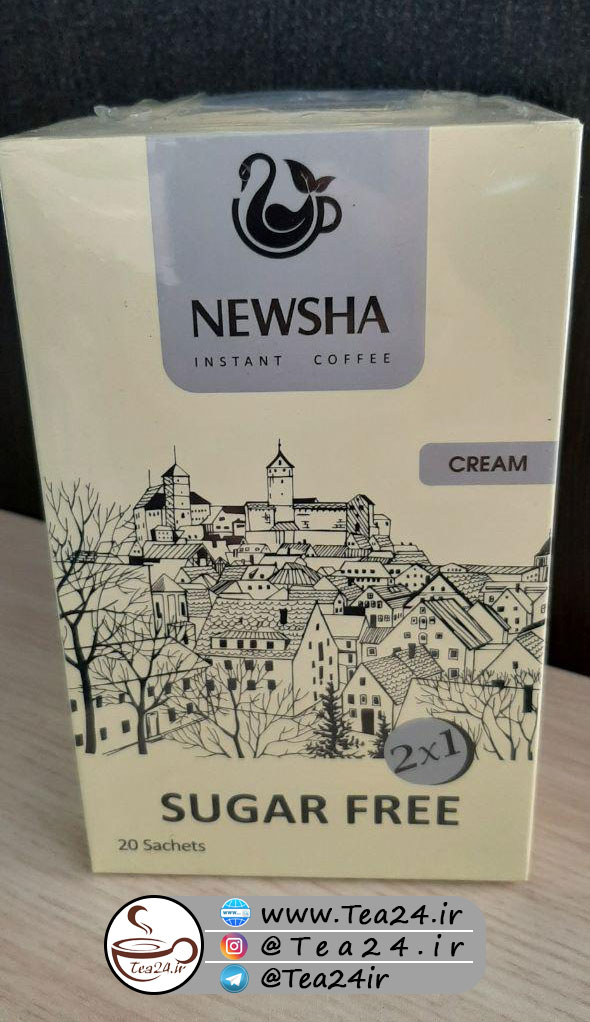 NEWSHA
INSTANT COFFEE
CREAM
2x1
SUGAR FREE
20 Sachets
Tea24.ir
www.Tea24.ir
@Tea24.ir
@Tea24ir